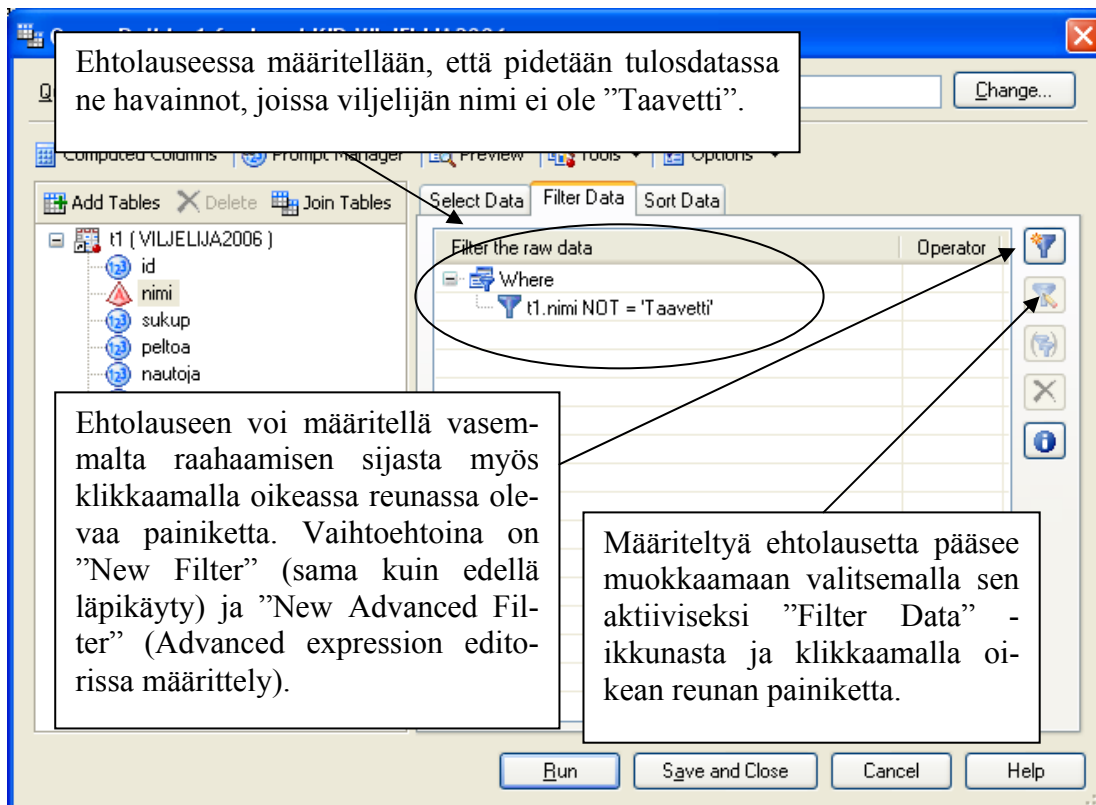 Ehtolauseessa määritellään, että pidetään tulosdatassa
ne havainnot, joissa viljelijän nimi ei ole ”Taavetti”.
Change...
Computed Columns
Prompt Manager
Preview
Tools
Options
Add Tables
Delete
Join Tables
Select Data
Filter Data
Sort Data
t1 ( VILJELIJA2006 )
id
nimi
sukup
peltoa
nautoja
Filter the raw data
Operator
Where
t1.nimi NOT = 'Taavetti'
Ehtolauseen voi määritellä vasem-
malta raahaamisen sijasta myös
klikkaamalla oikeassa reunassa ole-
vaa painiketta. Vaihtoehtoina on
”New Filter” (sama kuin edellä
läpikäyty) ja ”New Advanced Fil-
ter” (Advanced expression edito-
rissa määrittely).
Määriteltyä ehtolausetta pääsee
muokkaamaan valitsemalla sen
aktiiviseksi ”Filter Data” -
ikkunasta ja klikkaamalla oi-
kean reunan painiketta.
Run
Save and Close
Cancel
Help